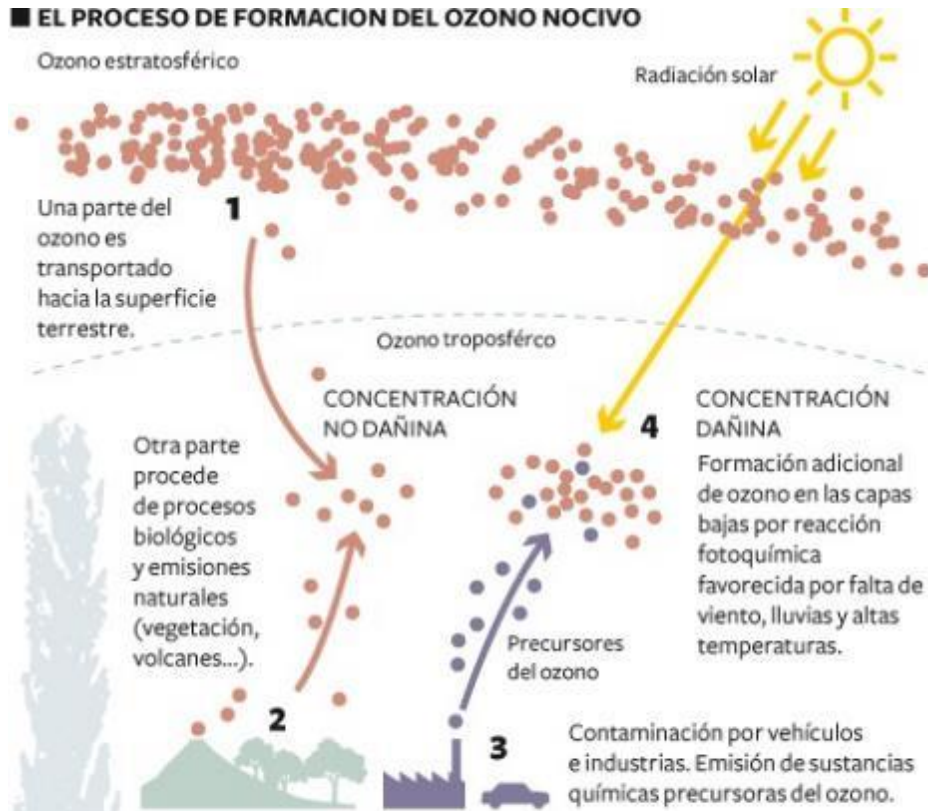 ■ EL PROCESO DE FORMACION DEL OZONO NOCIVO
Ozono estratosférico
Radiación solar
1
Una parte del
ozono es
transportado
hacia la superficie
terrestre.
Ozono troposférco
CONCENTRACIÓN
NO DAÑINA
Otra parte
procede
de procesos
biológicos
y emisiones
naturales
(vegetación,
volcanes...).
2
Precursores
del ozono
3
Contaminación por vehículos
e industrias. Emisión de sustancias
químicas precursoras del ozono.
4
CONCENTRACIÓN
DAÑINA
Formación adicional
de ozono en las capas
bajas por reacción
fotoquímica
favorecida por falta de
viento, lluvias y altas
temperaturas.